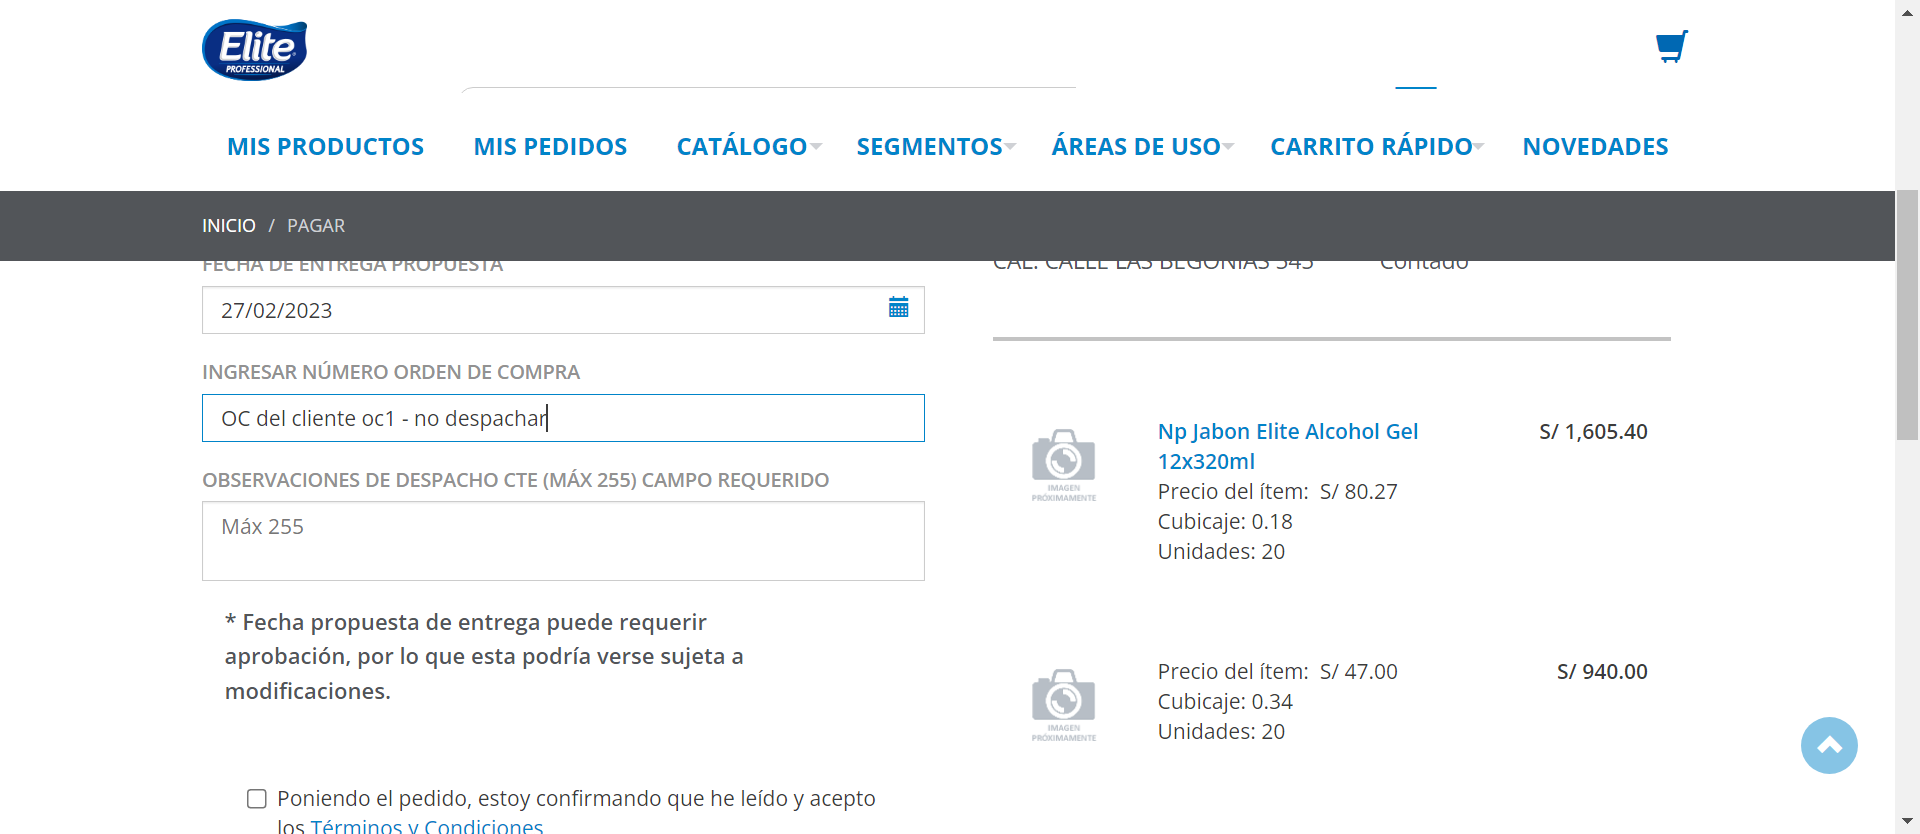 Elite
PROFESSIONAL
MIS PRODUCTOS
MIS PEDIDOS
CATÁLOGO
SEGMENTOS
ÁREAS DE USO
CARRITO RÁPIDO
NOVEDADES
INICIO / PAGAR
FECHA DE ENTREGA PROPUESTA
27/02/2023
INGRESAR NÚMERO ORDEN DE COMPRA
OC del cliente oc1 - no despachar
OBSERVACIONES DE DESPACHO CTE (MÁX 255) CAMPO REQUERIDO
Máx 255
* Fecha propuesta de entrega puede requerir
aprobación, por lo que esta podría verse sujeta a
modificaciones.
Poniendo el pedido, estoy confirmando que he leído y acepto
los Términos y Condiciones
CAL. CALLE LAS BEGONIAS 545 Contado
IMAGEN
PRÓXIMAMENTE
Np Jabon Elite Alcohol Gel
12x320ml
S/ 1,605.40
Precio del ítem: S/ 80.27
Cubicaje: 0.18
Unidades: 20
IMAGEN
PRÓXIMAMENTE
Precio del ítem: S/ 47.00
S/ 940.00
Cubicaje: 0.34
Unidades: 20